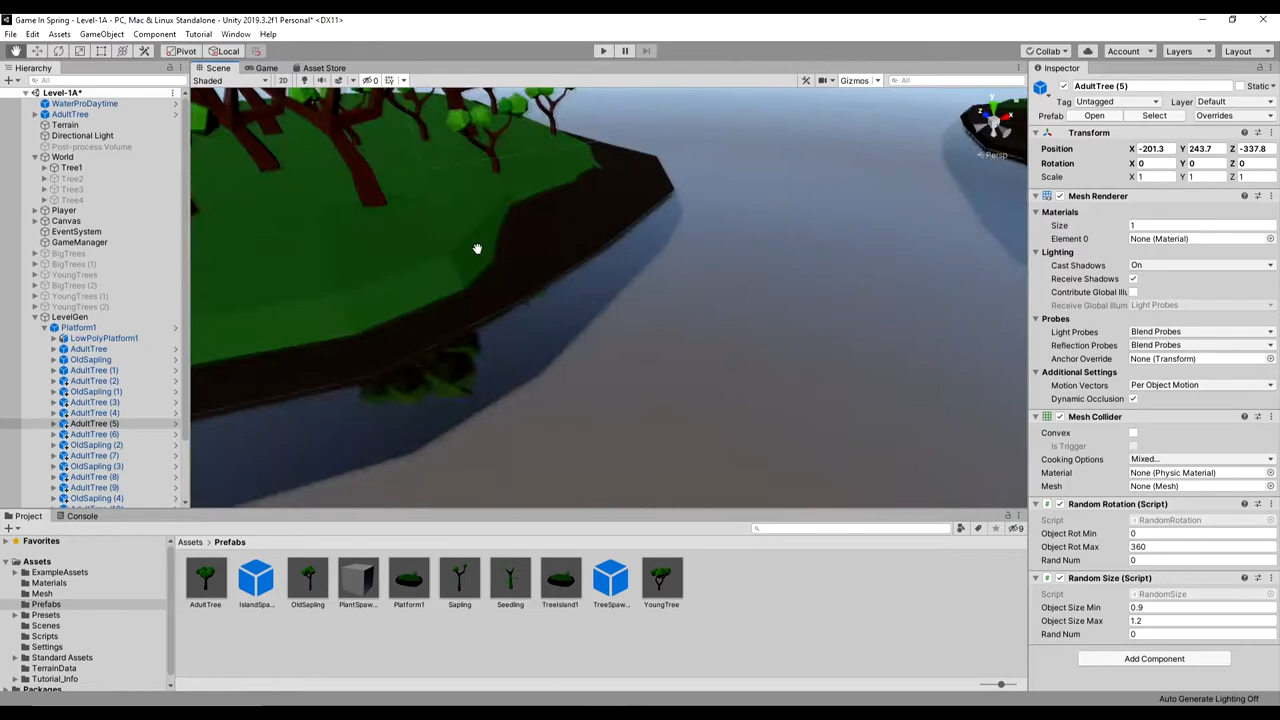 Game In Spring - Level-1A - PC, Mac & Linux Standalone - Unity 2019.3.2f1 Personal* <DX11>
File Edit Assets GameObject Component Tutorial Window Help
Pivot Local Collab Account Layers Layout
Hierarchy Scene Game Asset Store Inspector
All Shaded 2D 0 Gizmos All
Level-1A*
WaterProDaytime
AdultTree
Terrain
Directional Light
Post-process Volume
World
Tree1
Tree2
Tree3
Tree4
Player
Canvas
EventSystem
GameManager
BigTrees
BigTrees (1)
YoungTrees
BigTrees (2)
YoungTrees (1)
YoungTrees (2)
LevelGen
Platform1
LowPolyPlatform1
AdultTree
OldSapling
AdultTree (1)
AdultTree (2)
OldSapling (1)
AdultTree (3)
AdultTree (4)
AdultTree (5)
AdultTree (6)
OldSapling (2)
AdultTree (7)
OldSapling (3)
AdultTree (8)
AdultTree (9)
OldSapling (4)
y
x
z
Persp
AdultTree (5) Static
Tag Untagged Layer Default
Prefab Open Select Overrides
Transform
Position X -201.3 Y 243.7 Z -337.8
Rotation X 0 Y 0 Z 0
Scale X 1 Y 1 Z 1
Mesh Renderer
Materials
Size 1
Element 0 None (Material)
Lighting
Cast Shadows On
Receive Shadows
Contribute Global Illu
Receive Global Illumin Light Probes
Probes
Light Probes Blend Probes
Reflection Probes Blend Probes
Anchor Override None (Transform)
Additional Settings
Motion Vectors Per Object Motion
Dynamic Occlusion
Mesh Collider
Convex
Is Trigger
Cooking Options Mixed...
Material None (Physic Material)
Mesh None (Mesh)
Random Rotation (Script)
Script RandomRotation
Object Rot Min 0
Object Rot Max 360
Rand Num 0
Random Size (Script)
Script RandomSize
Object Size Min 0.9
Object Size Max 1.2
Rand Num 0
Add Component
Project Console
9
Favorites
Assets
ExampleAssets
Materials
Mesh
Prefabs
Presets
Scenes
Scripts
Settings
Standard Assets
TerrainData
Tutorial_Info
Packages
Assets > Prefabs
AdultTree IslandSpa... OldSapling PlantSpaw... Platform1 Sapling Seedling TreeIsland1 TreeSpaw... YoungTree
Auto Generate Lighting Off